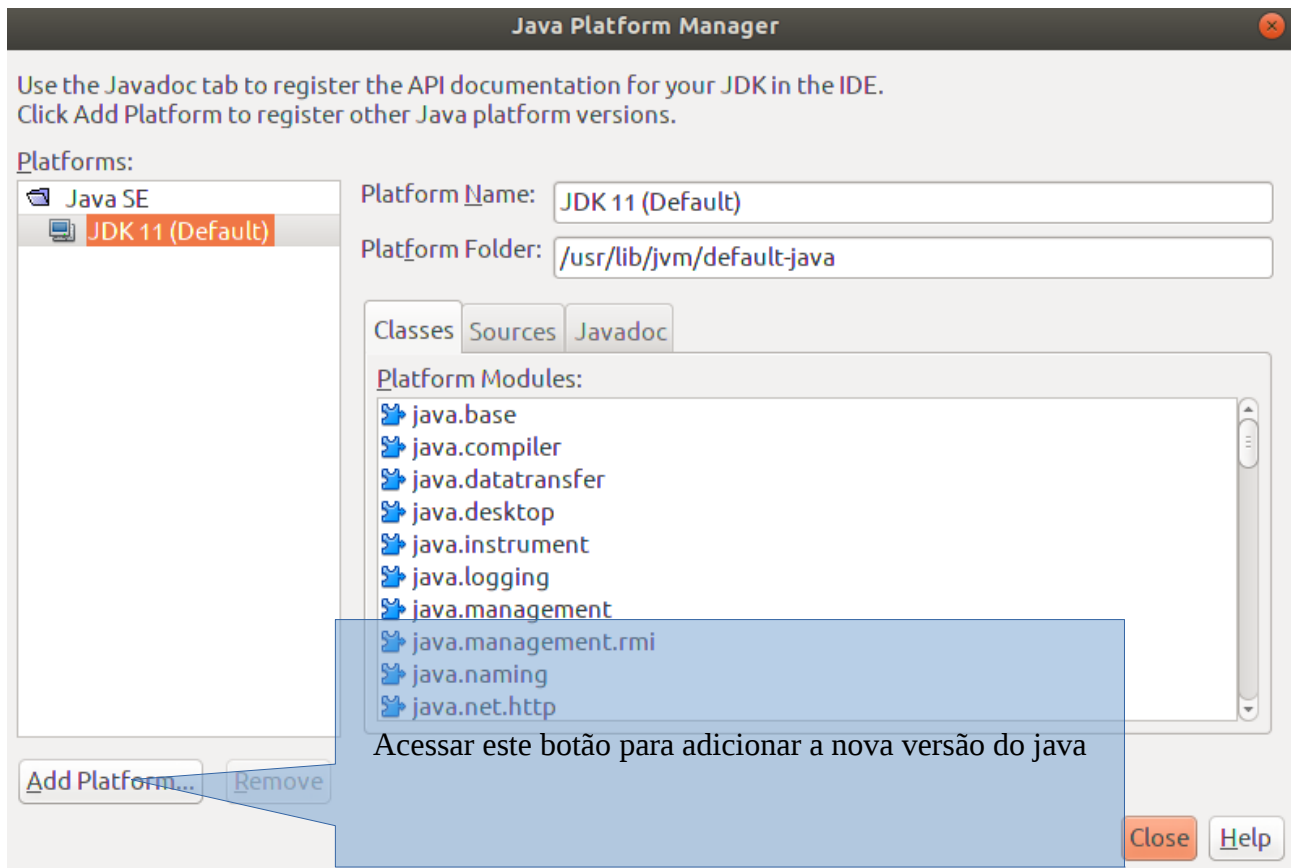 Java Platform Manager
Use the Javadoc tab to register the API documentation for your JDK in the IDE.
Click Add Platform to register other Java platform versions.
Platforms:
Java SE
JDK 11 (Default)
Platform Name: JDK 11 (Default)
Platform Folder: /usr/lib/jvm/default-java
Classes Sources Javadoc
Platform Modules:
java.base
java.compiler
java.datatransfer
java.desktop
java.instrument
java.logging
java.management
java.management.rmi
java.naming
java.net.http
Acessar este botão para adicionar a nova versão do java
Add Platform... Remove
Close Help